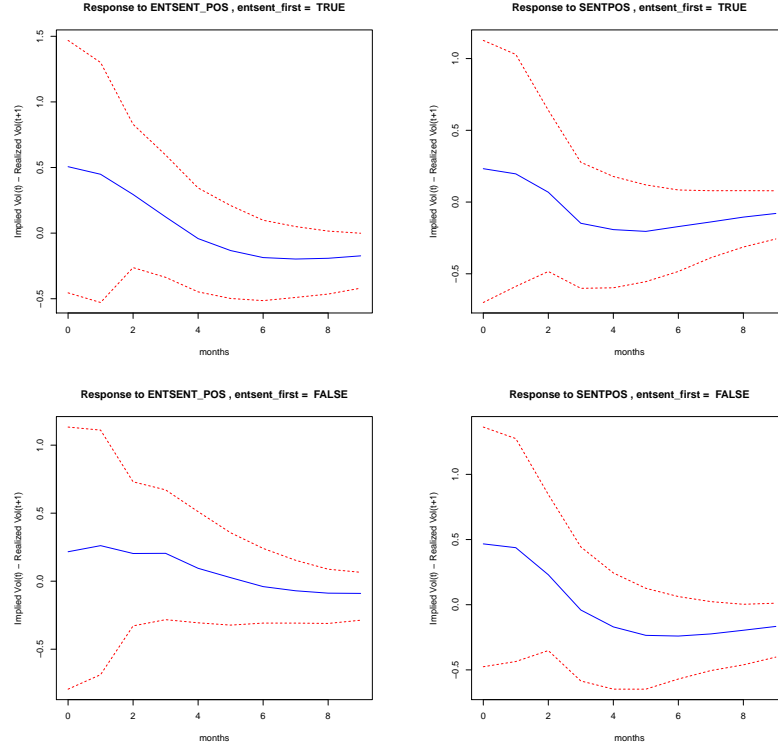 Response to ENTSENT_POS , entsent_first = TRUE
Implied Vol(t) − Realized Vol(t+1)
1.5
1.0
0.5
0.0
−0.5
0 2 4 6 8
months
Response to SENTPOS , entsent_first = TRUE
Implied Vol(t) − Realized Vol(t+1)
1.0
0.5
0.0
−0.5
0 2 4 6 8
months
Response to ENTSENT_POS , entsent_first = FALSE
Implied Vol(t) − Realized Vol(t+1)
1.0
0.5
0.0
−0.5
0 2 4 6 8
months
Response to SENTPOS , entsent_first = FALSE
Implied Vol(t) − Realized Vol(t+1)
1.0
0.5
0.0
−0.5
0 2 4 6 8
months